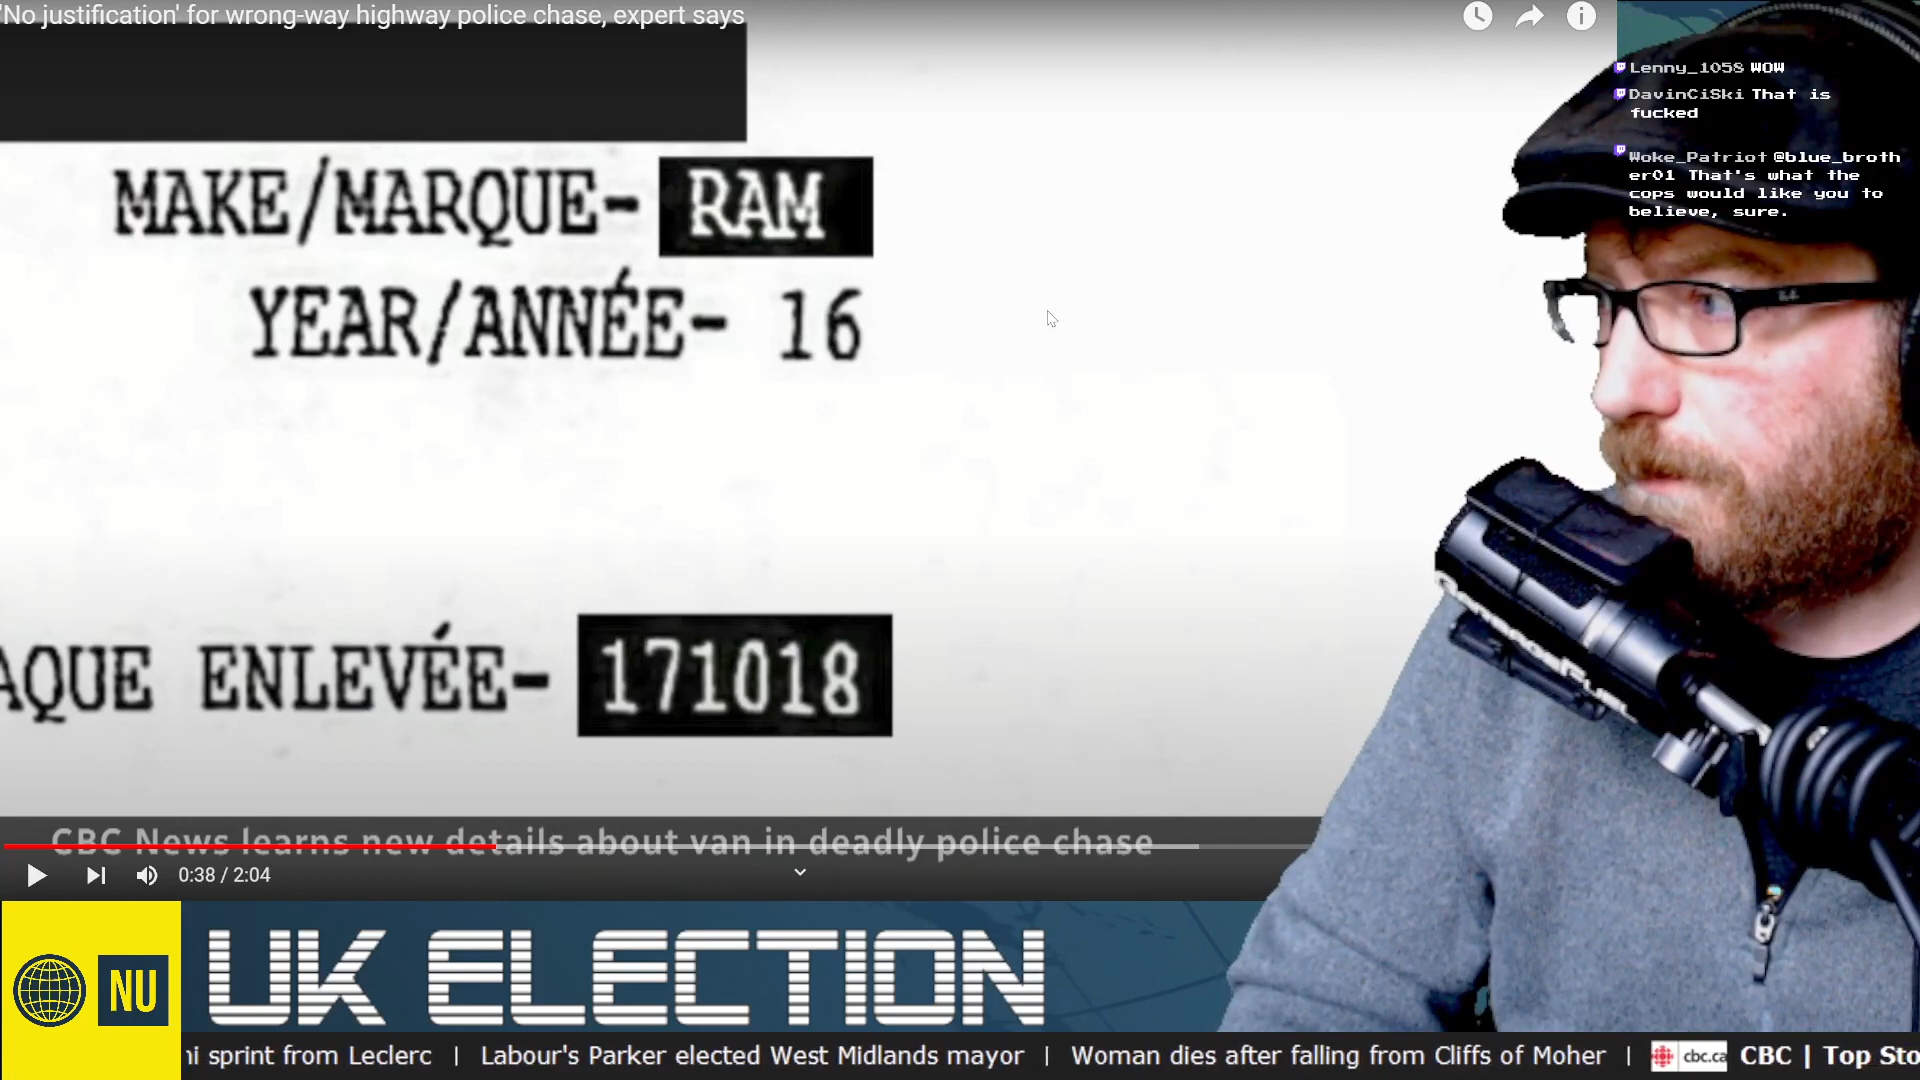 'No justification' for wrong-way highway police chase, expert says
Lenny_1058 WOW
DavinCiSki That is
fucked
Woke_Patriot @blue_broth
er01 That's what the
cops would like you to
believe, sure.
MAKE/MARQUE- RAM
YEAR/ANNÉE- 16
AQUE ENLEVÉE- 171018
CBC News learns new details about van in deadly police chase
0:38 / 2:04
NU
UK ELECTION
ni sprint from Leclerc | Labour's Parker elected West Midlands mayor | Woman dies after falling from Cliffs of Moher | cbc.ca CBC | Top Sto